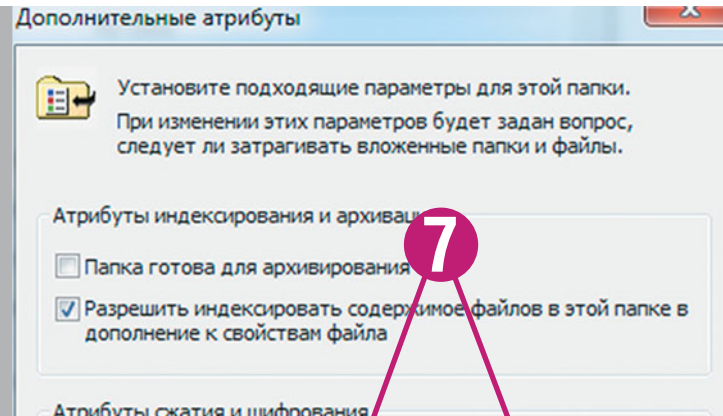 Дополнительные атрибуты
Установите подходящие параметры для этой папки.
При изменении этих параметров будет задан вопрос,
следует ли затрагивать вложенные папки и файлы.
Атрибуты индексирования и архивац
7
Папка готова для архивирования
Разрешить индексировать содержимое файлов в этой папке в
дополнение к свойствам файла
Атрибуты сжатия и шифрования